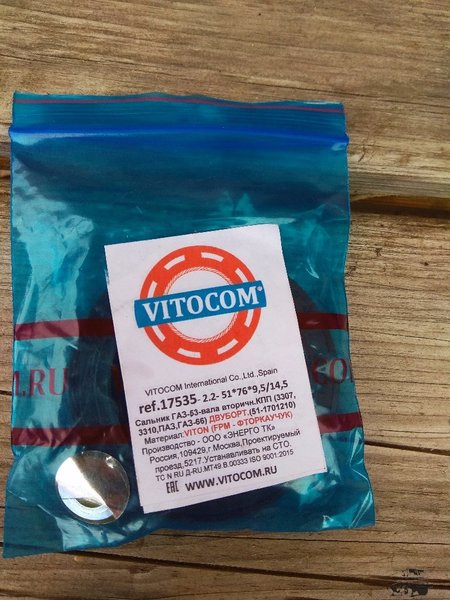 VITOCOM®
VITOCOM International Co.,Ltd.,Spain
ref.17535- 2.2- 51*76*9,5/14,5
Сальник ГАЗ-53-вала вторичн.КПП (3307,
3310,ПАЗ,ГАЗ-66) ДВУБОРТ.(51-1701210)
Материал:VITON (FPM - ФТОРКАУЧУК)
Производство - ООО «ЭНЕРГО ТК»
Россия,109429,г.Москва,Проектируемый
проезд,5217.Устанавливать на СТО.
TC N RU Д-RU.МТ49.В.00333 ISO 9001:2015
EAC WWW.VITOCOM.RU
.RU